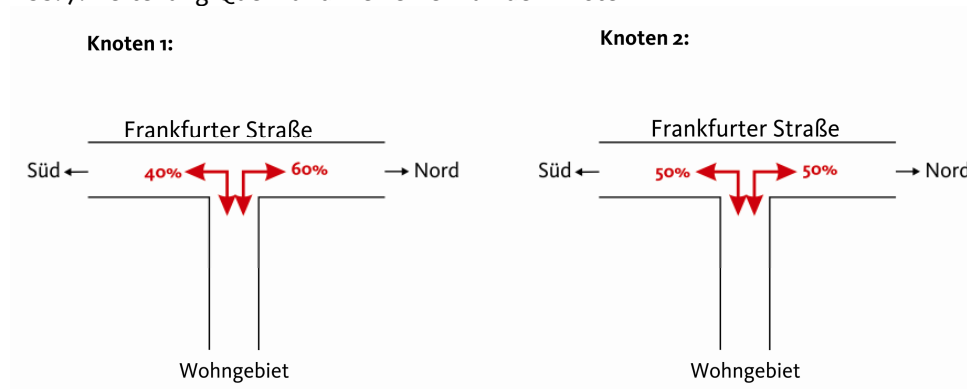 Knoten 1:
Frankfurter Straße
Süd
40%
60%
Nord
Wohngebiet
Knoten 2:
Frankfurter Straße
Süd
50%
50%
Nord
Wohngebiet